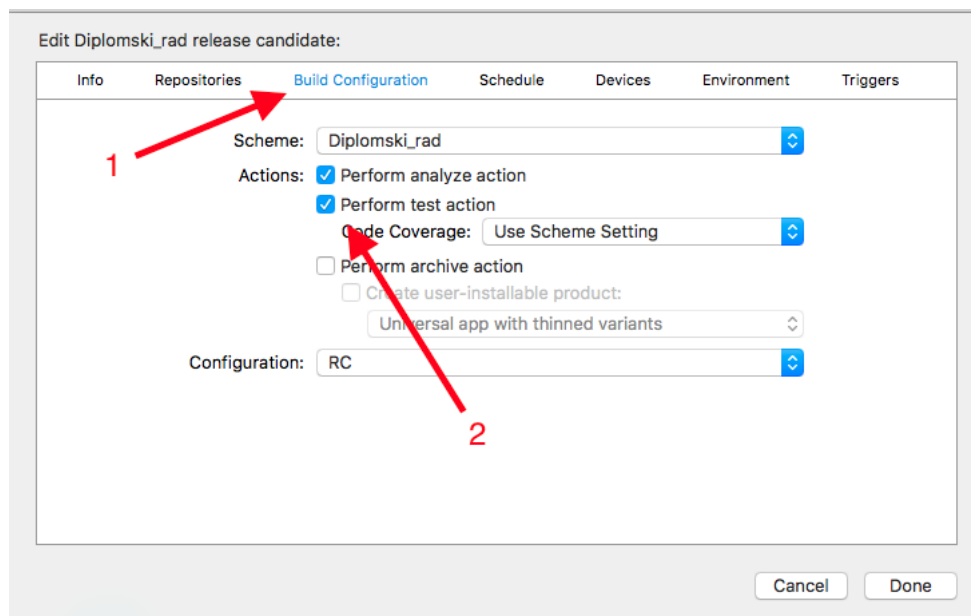 Edit Diplomski_rad release candidate:
Info Repositories Build Configuration Schedule Devices Environment Triggers
1
Scheme: Diplomski_rad
Actions: Perform analyze action
Perform test action
Code Coverage: Use Scheme Setting
Perform archive action
Create user-installable product:
Universal app with thinned variants
Configuration: RC
2
Cancel Done